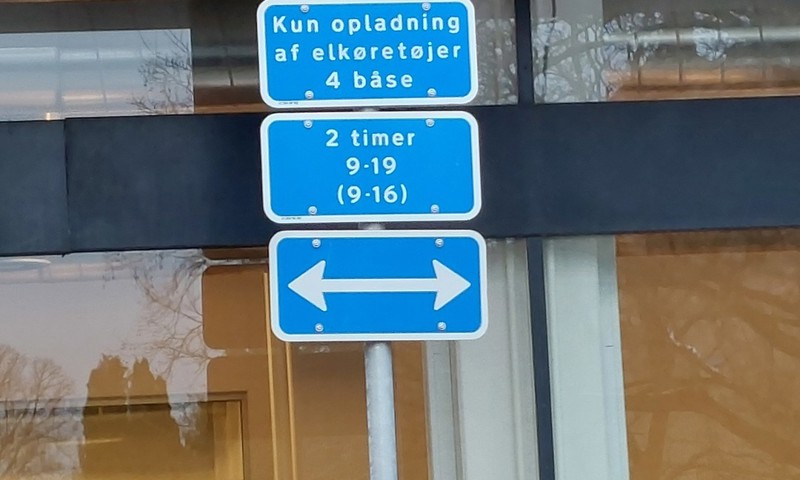 Kun opladning
af elkøretøjer
4 båse
2 timer
9-19
(9-16)